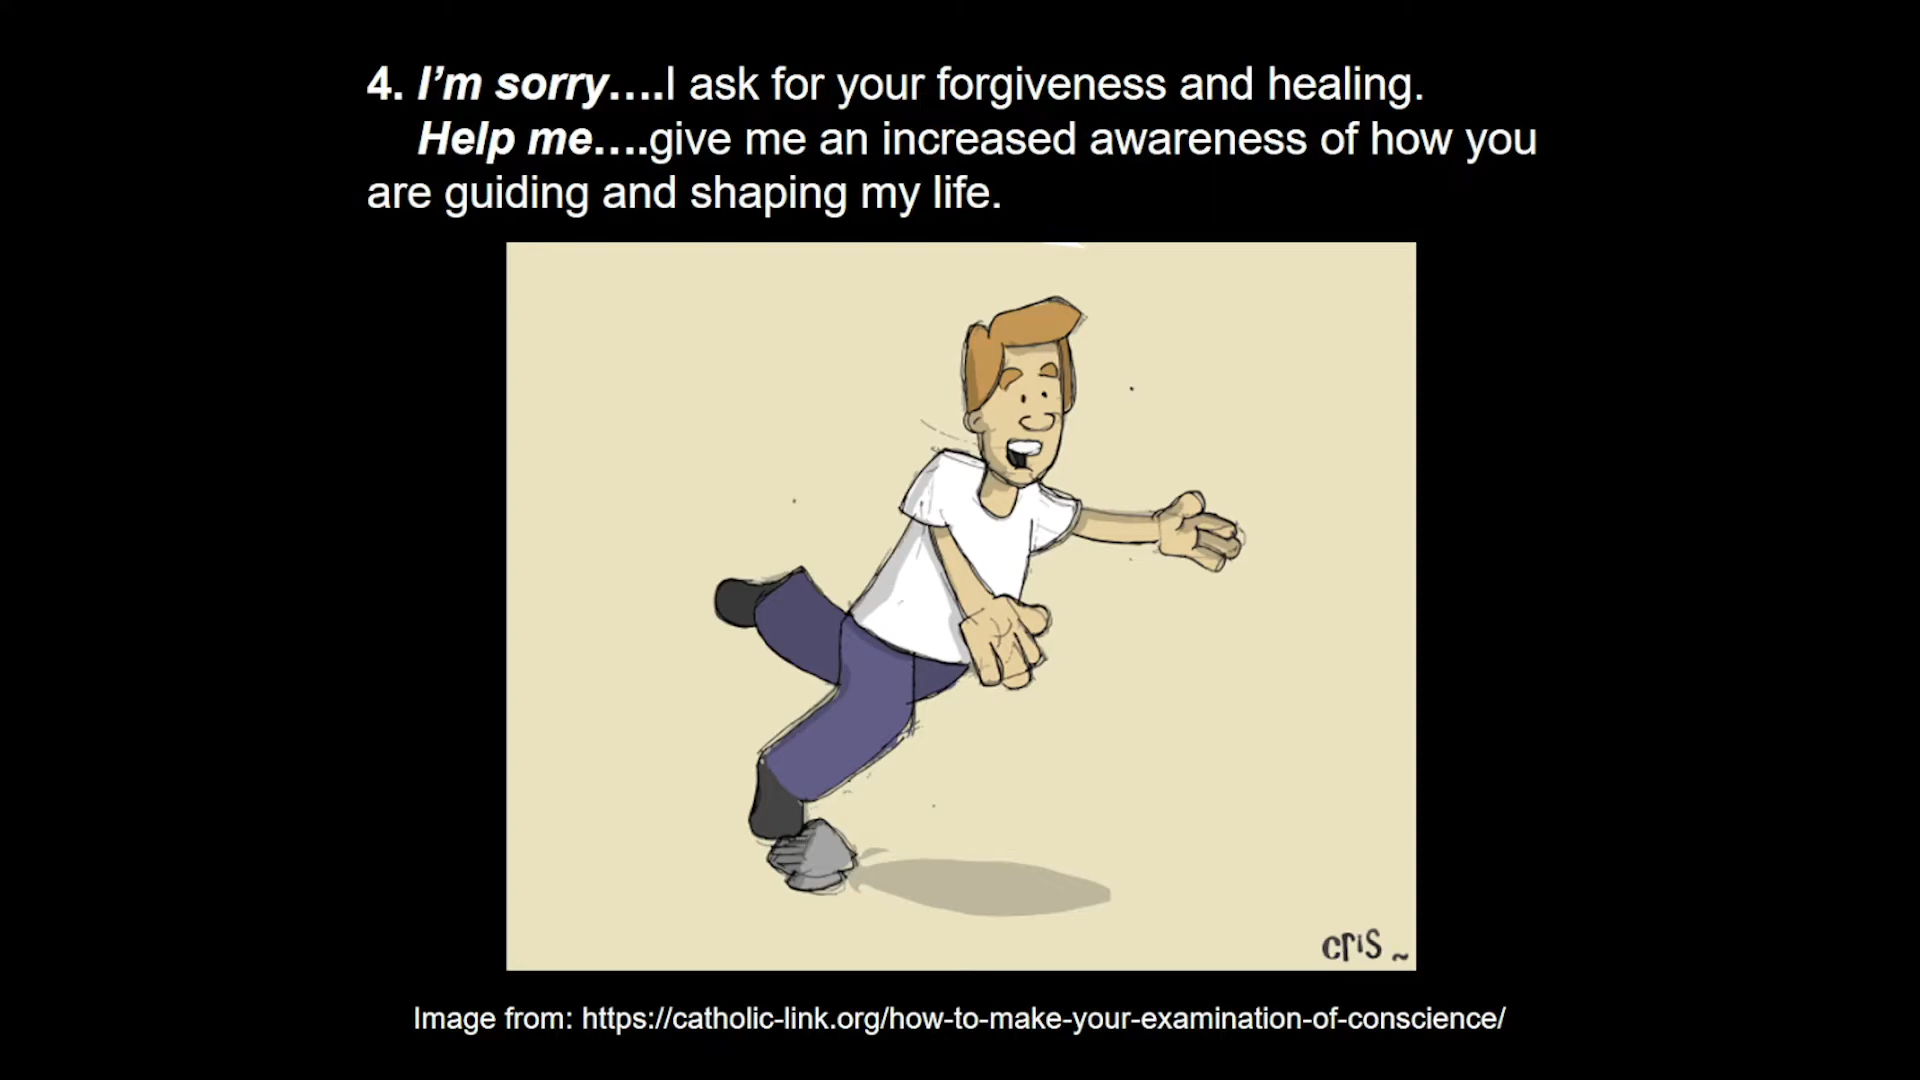 4. I’m sorry….I ask for your forgiveness and healing.
Help me….give me an increased awareness of how you
are guiding and shaping my life.
cris ~
Image from: https://catholic-link.org/how-to-make-your-examination-of-conscience/